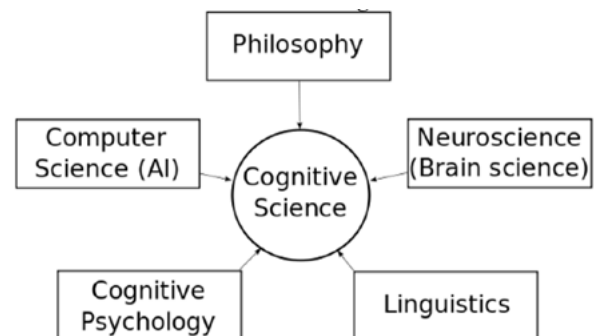 Philosophy
Computer
Science (AI)
Neuroscience
(Brain science)
Cognitive
Science
Cognitive
Psychology
Linguistics